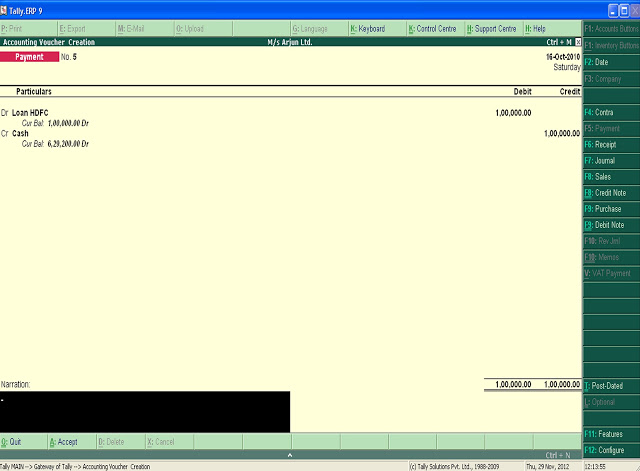 Tally.ERP 9
P: Print E: Export M: E-Mail O: Upload G: Language K: Keyboard K: Control Centre H: Support Centre H: Help
F1: Accounts Buttons
Accounting Voucher Creation M/s Arjun Ltd. Ctrl + M
F1: Inventory Buttons
Payment No. 5 16-Oct-2010
F2: Date
Saturday
F3: Company
Particulars Debit Credit
Dr Loan HDFC 1,00,000.00
F4: Contra
Cur Bal: 1,00,000.00 Dr
F5: Payment
Cr Cash 1,00,000.00
Cur Bal: 6,29,200.00 Dr
F6: Receipt
F7: Journal
F8: Sales
F8: Credit Note
F9: Purchase
F9: Debit Note
F10: Rev Jrnl
F10: Memos
V: VAT Payment
Narration: 1,00,000.00 1,00,000.00
T: Post-Dated
L: Optional
F11: Features
Q: Quit A: Accept D: Delete X: Cancel
F12: Configure
Ctrl + N
Tally MAIN --> Gateway of Tally --> Accounting Voucher Creation (c) Tally Solutions Pvt. Ltd., 1988-2009 Thu, 29 Nov, 2012 12:13:55